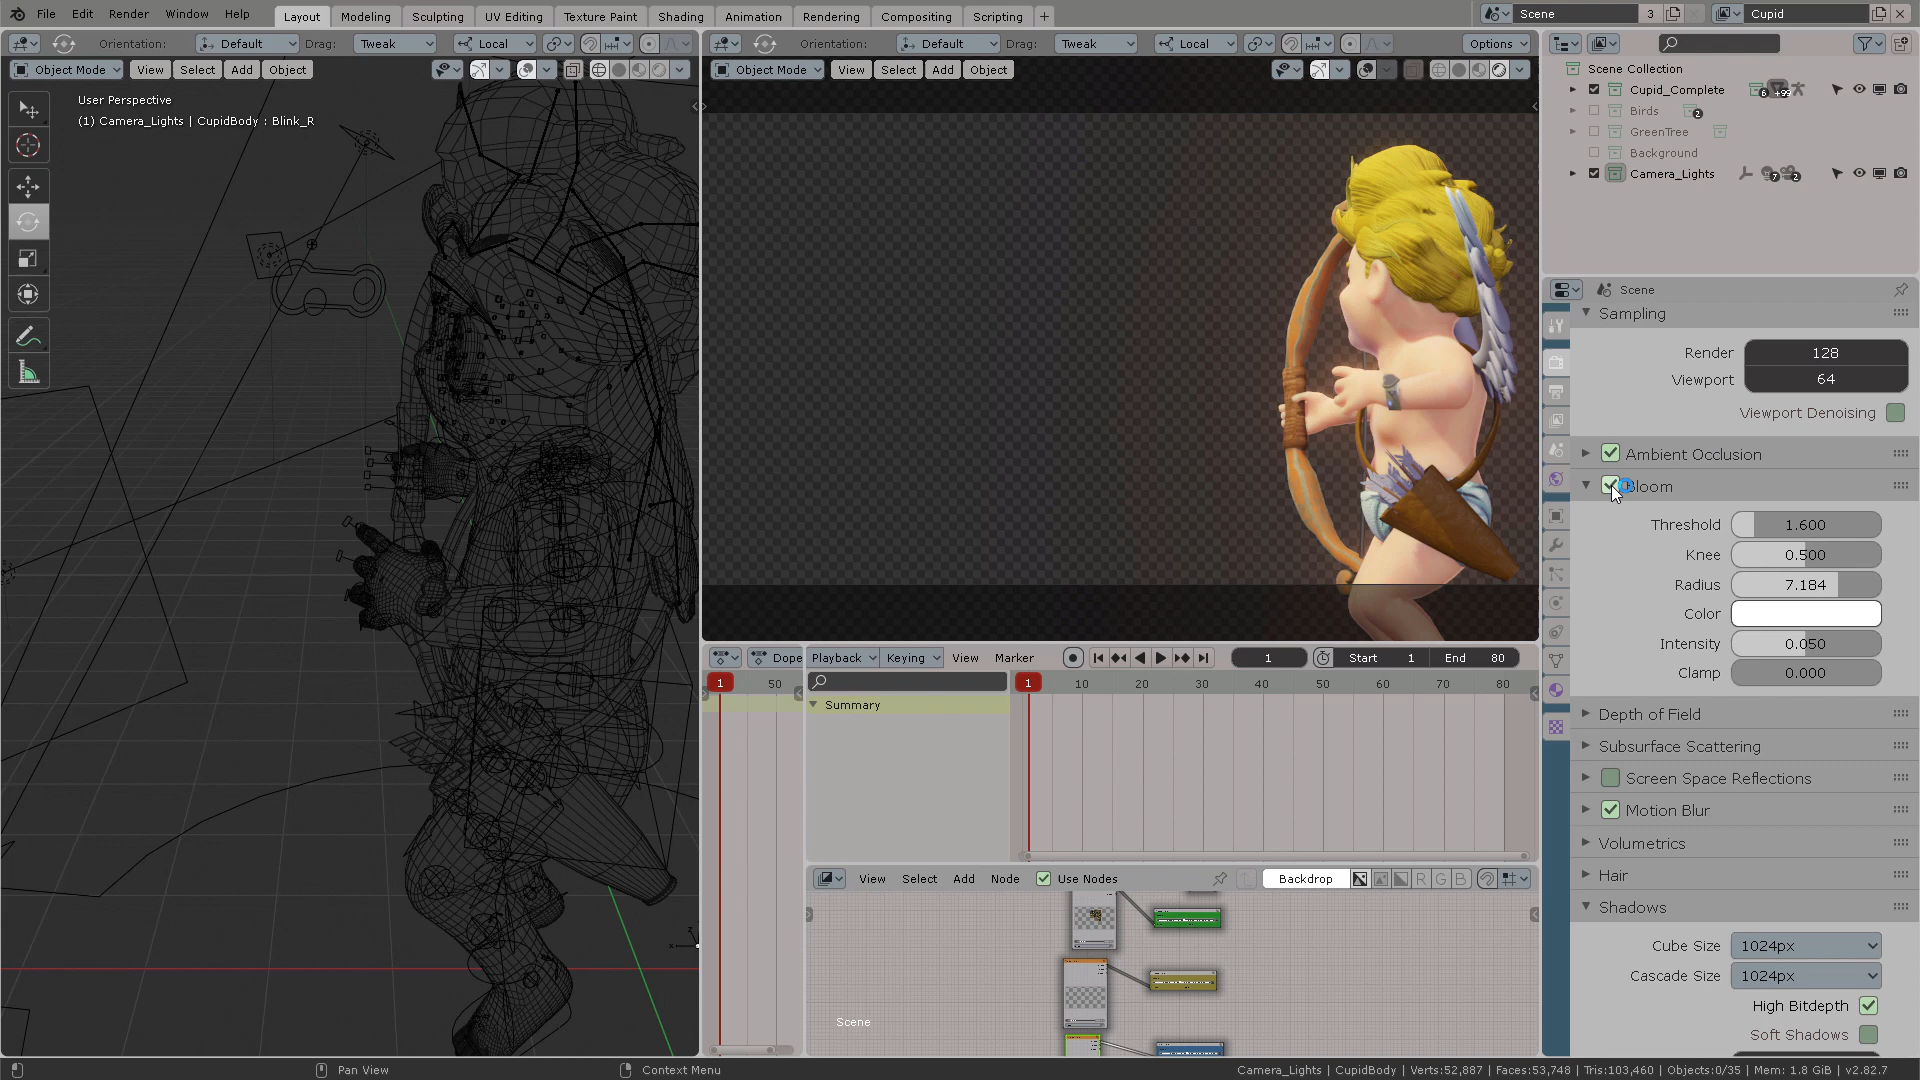 File Edit Render Window Help Layout Modeling Sculpting UV Editing Texture Paint Shading Animation Rendering Compositing Scripting + Scene 3 Cupid
Orientation: Default Drag: Tweak Local
Orientation: Default Drag: Tweak Local Options
Object Mode View Select Add Object
Object Mode View Select Add Object
User Perspective
(1) Camera_Lights | CupidBody : Blink_R
Scene Collection
Cupid_Complete 6 +99
Birds 2
GreenTree
Background
Camera_Lights 7 2
Scene
Sampling
Render 128
Viewport 64
Viewport Denoising
Ambient Occlusion
Bloom
Threshold 1.600
Knee 0.500
Radius 7.184
Color
Intensity 0.050
Clamp 0.000
Depth of Field
Subsurface Scattering
Screen Space Reflections
Motion Blur
Volumetrics
Hair
Shadows
Cube Size 1024px
Cascade Size 1024px
High Bitdepth
Soft Shadows
Dope Playback Keying View Marker 1 Start 1 End 80
1 50 1 10 20 30 40 50 60 70 80
Summary
View Select Add Node Use Nodes Backdrop R G B
Scene
Pan View Context Menu Camera_Lights | CupidBody | Verts:52,887 | Faces:53,748 | Tris:103,460 | Objects:0/35 | Mem: 1.8 GiB | v2.82.7